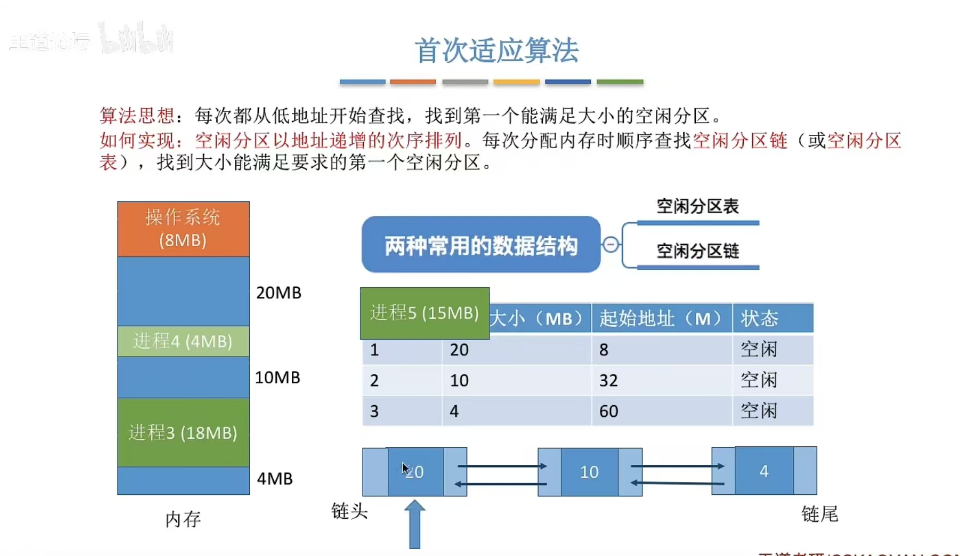 王道论坛 bilibili
首次适应算法
算法思想：每次都从低地址开始查找，找到第一个能满足大小的空闲分区。
如何实现：空闲分区以地址递增的次序排列。每次分配内存时顺序查找空闲分区链（或空闲分区
表），找到大小能满足要求的第一个空闲分区。
操作系统
(8MB)
20MB
进程4 (4MB)
10MB
进程3 (18MB)
4MB
内存
两种常用的数据结构
空闲分区表
空闲分区链
进程5 (15MB)
大小（MB） 起始地址（M） 状态
1 20 8 空闲
2 10 32 空闲
3 4 60 空闲
20 10 4
链头
链尾